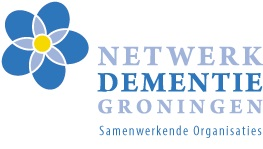 NETWERK
DEMENTIE
GRONINGEN
Samenwerkende Organisaties